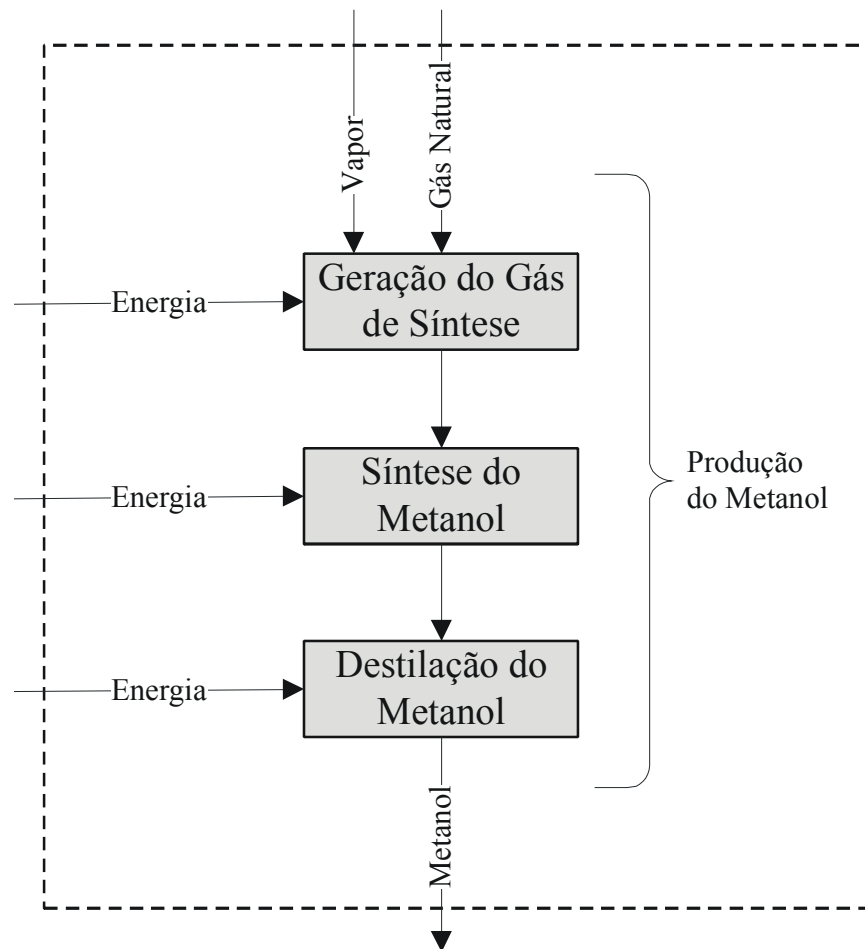 Vapor
Gás Natural
Geração do Gás
de Síntese
Energia
Síntese do
Metanol
Energia
Produção
do Metanol
Destilação do
Metanol
Energia
Metanol